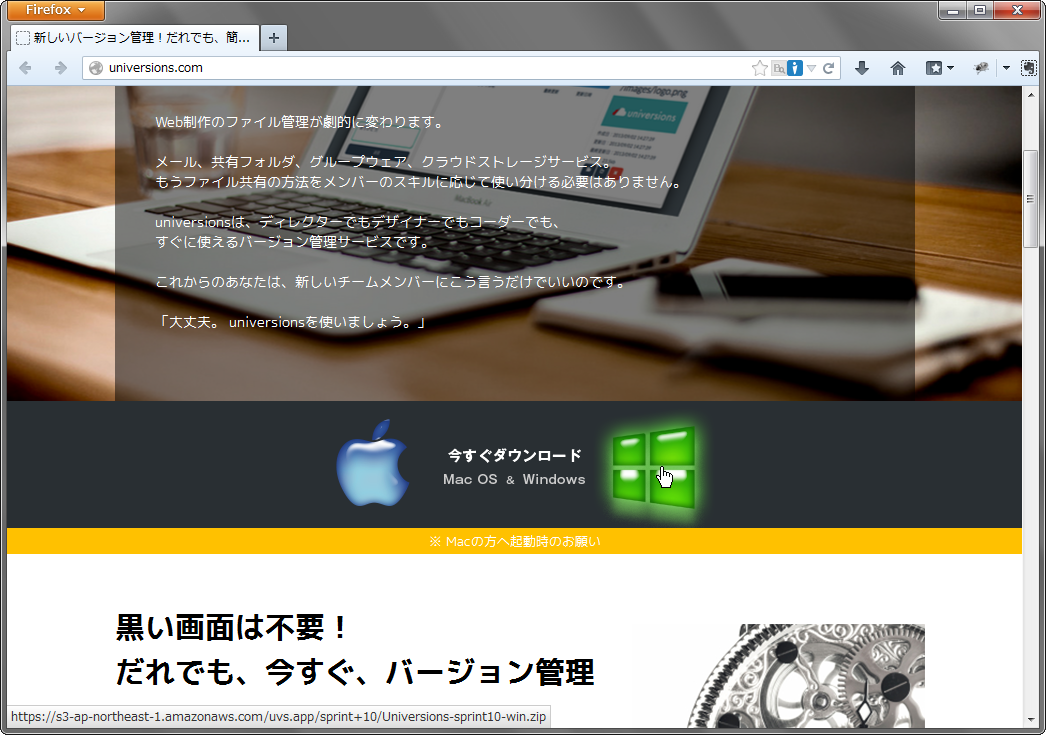 Firefox
新しいバージョン管理！だれでも、簡...
universions.com
/images/logo.png
universions
Web制作のファイル管理が劇的に変わります。
メール、共有フォルダ、グループウェア、クラウドストレージサービス。
もうファイル共有の方法をメンバーのスキルに応じて使い分ける必要はありません。
MacBook Air
universionsは、ディレクターでもデザイナーでもコーダーでも、
すぐに使えるバージョン管理サービスです。
これからのあなたは、新しいチームメンバーにこう言うだけでいいのです。
「大丈夫。 universionsを使いましょう。」
今すぐダウンロード
Mac OS & Windows
※ Macの方へ起動時のお願い
黒い画面は不要！
だれでも、今すぐ、バージョン管理
https://s3-ap-northeast-1.amazonaws.com/uvs.app/sprint+10/Universions-sprint10-win.zip